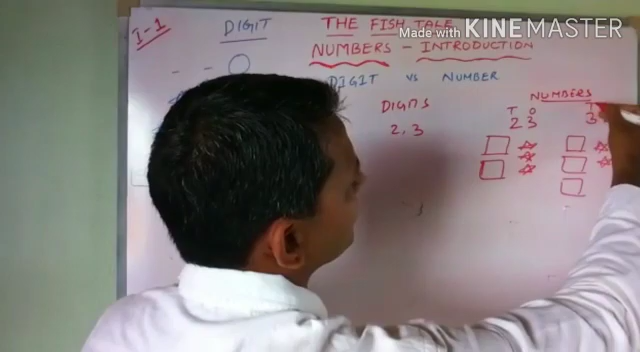 Made With KINEMASTER
I-1 DIGIT THE FISH TALE
NUMBERS - INTRODUCTION
DIGIT VS NUMBER
DIGITS NUMBERS
T O T
2, 3 2 3 3